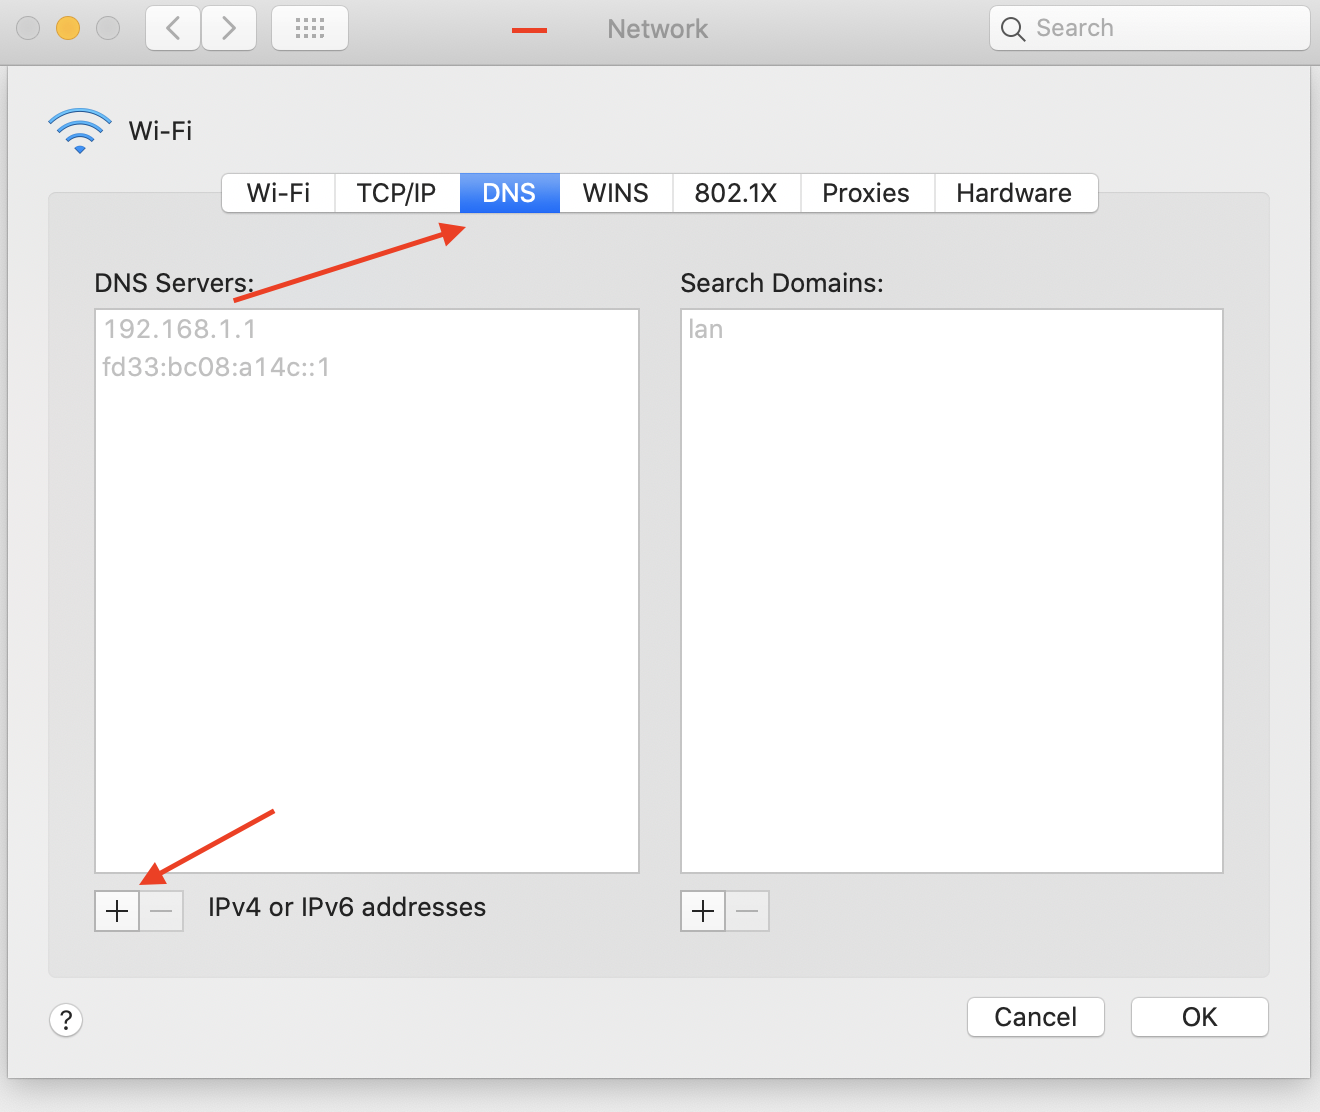 Network
Search
Wi-Fi
Wi-Fi TCP/IP DNS WINS 802.1X Proxies Hardware
DNS Servers:
192.168.1.1
fd33:bc08:a14c::1
Search Domains:
lan
IPv4 or IPv6 addresses
?
Cancel
OK